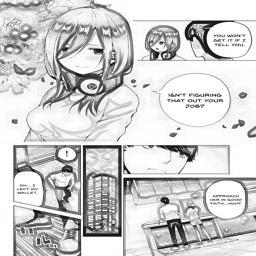 YOU WON'T
GET IT IF I
TELL YOU.
ISN'T FIGURING
THAT OUT YOUR
JOB?
!
OH... I
LEFT MY
WALLET.
APPROACH
HER IN GOOD
FAITH...HUH?